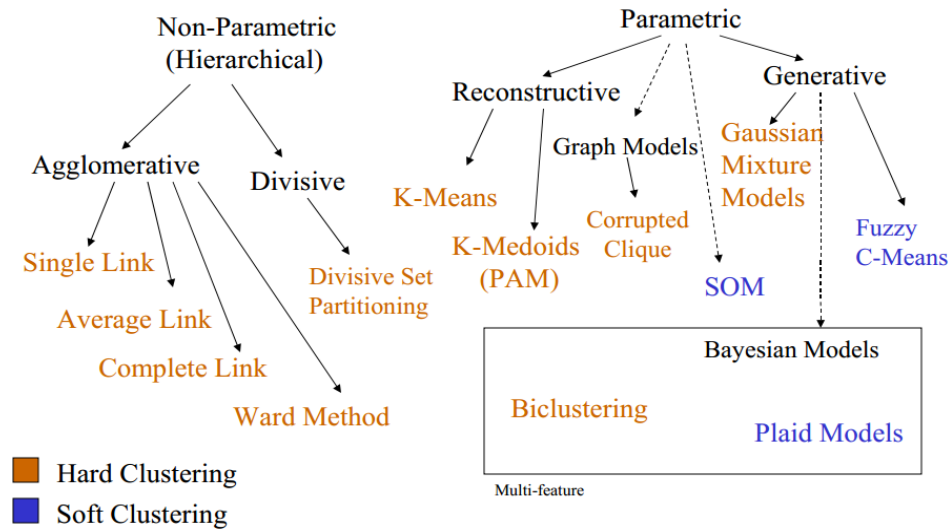 Non-Parametric
(Hierarchical)
Agglomerative
Divisive
Single Link
Average Link
Complete Link
Ward Method
Divisive Set
Partitioning
Parametric
Reconstructive
Graph Models
Generative
K-Means
K-Medoids
(PAM)
Corrupted
Clique
SOM
Gaussian
Mixture
Models
Fuzzy
C-Means
Bayesian Models
Biclustering
Plaid Models
Multi-feature
Hard Clustering
Soft Clustering